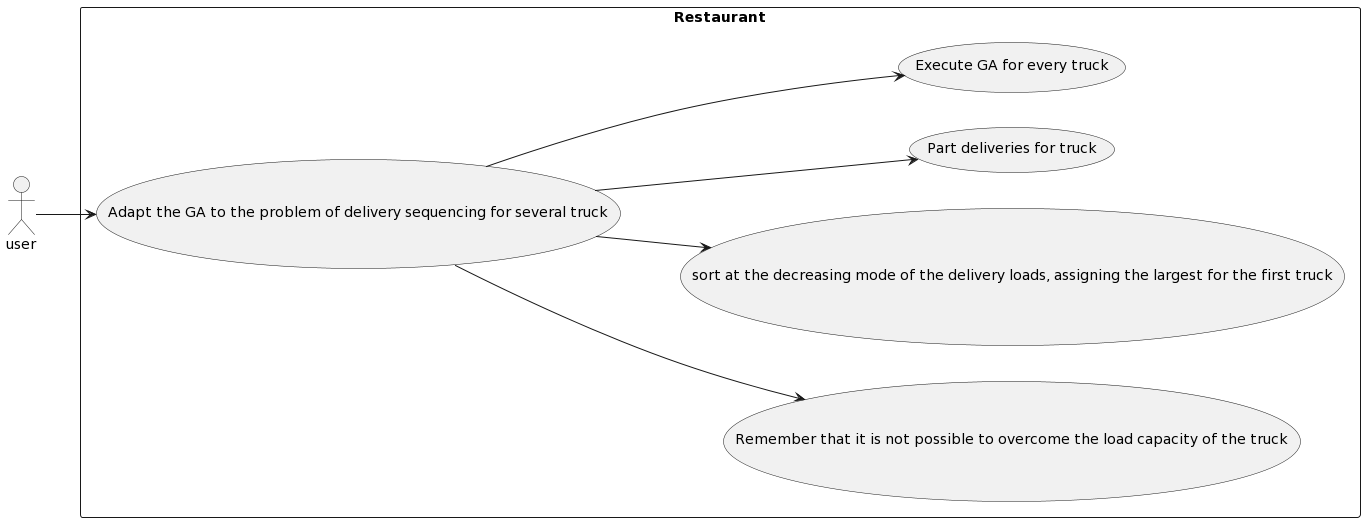 Restaurant
Execute GA for every truck
Part deliveries for truck
Adapt the GA to the problem of delivery sequencing for several truck
user
sort at the decreasing mode of the delivery loads, assigning the largest for the first truck
Remember that it is not possible to overcome the load capacity of the truck